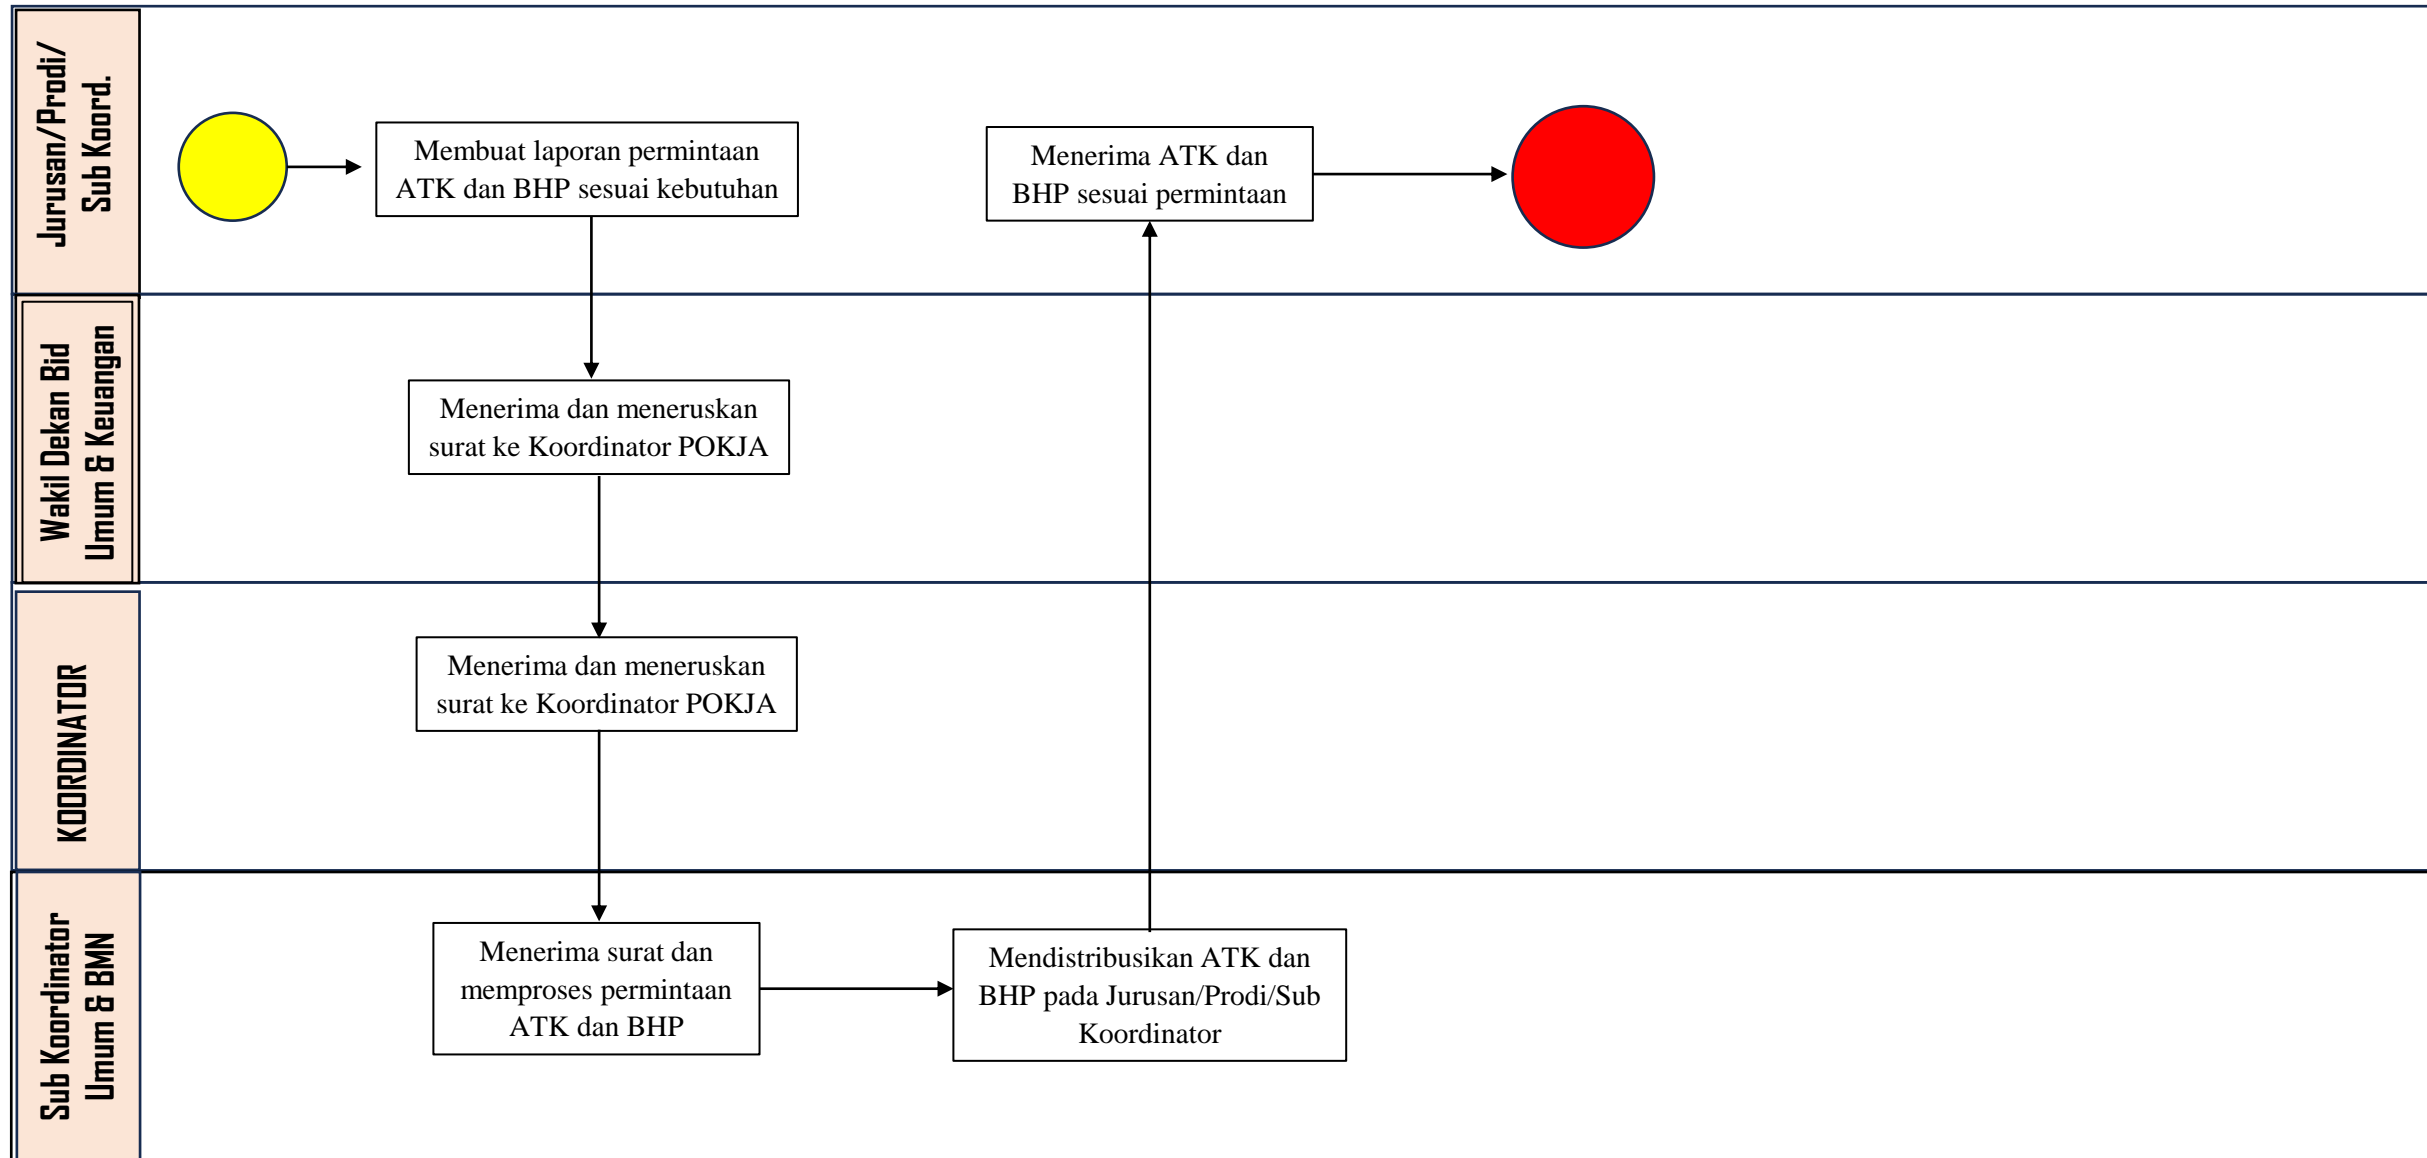 Jurusan/Prodi/
Sub Koord.
Membuat laporan permintaan
ATK dan BHP sesuai kebutuhan
Menerima ATK dan
BHP sesuai permintaan
Wakil Dekan Bid
Umum & Keuangan
Menerima dan meneruskan
surat ke Koordinator POKJA
KOORDINATOR
Menerima dan meneruskan
surat ke Koordinator POKJA
Sub Koordinator
Umum & BMN
Menerima surat dan
memproses permintaan
ATK dan BHP
Mendistribusikan ATK dan
BHP pada Jurusan/Prodi/Sub
Koordinator